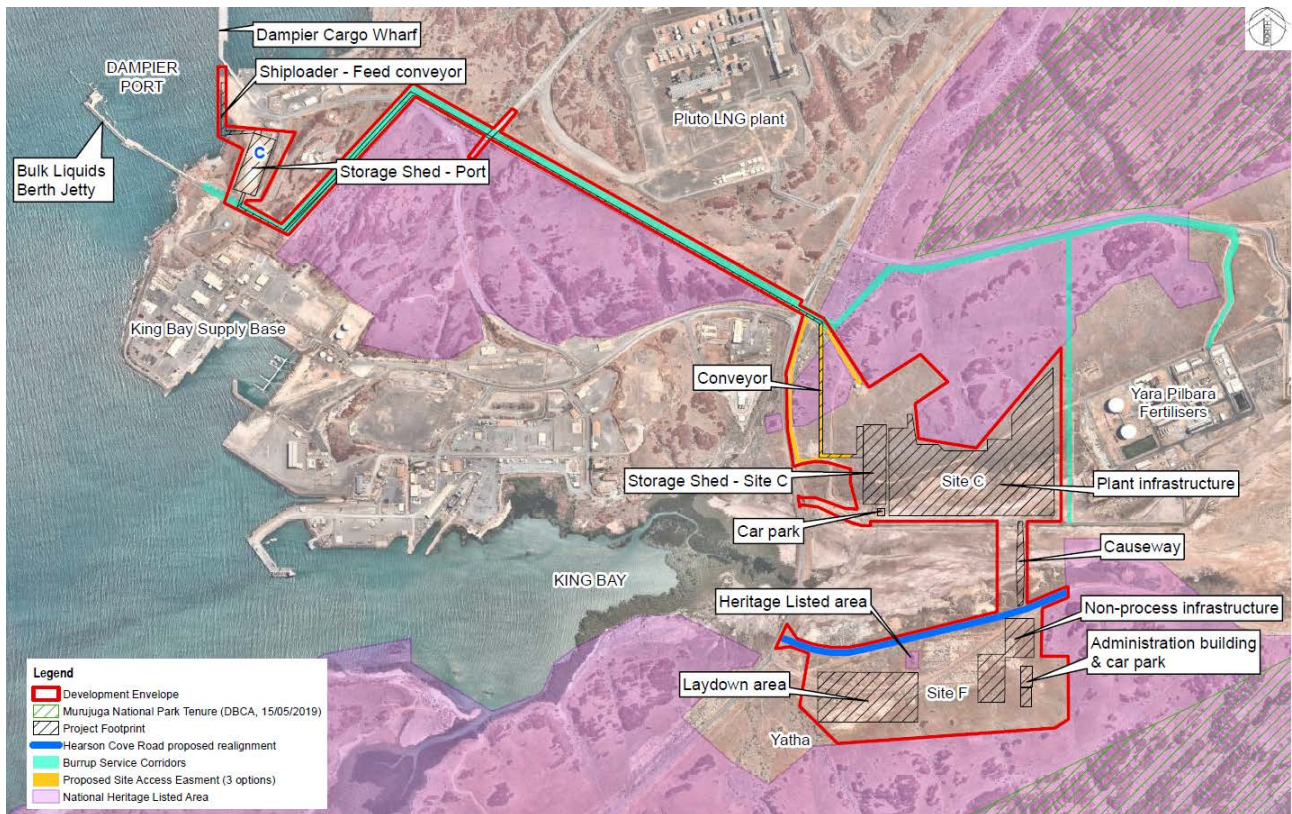 Dampier Cargo Wharf
NORTH
DAMPIER
PORT
Shiploader - Feed conveyor
Pluto LNG plant
C
Bulk Liquids
Berth Jetty
Storage Shed - Port
King Bay Supply Base
Conveyor
Yara Pilbara
Fertilisers
Storage Shed - Site C
Site C
Plant infrastructure
Car park
Causeway
KING BAY
Heritage Listed area
Non-process infrastructure
Administration building
& car park
Laydown area
Site F
Yatha
Legend
Development Envelope
Murujuga National Park Tenure (DBCA, 15/05/2019)
Project Footprint
Hearson Cove Road proposed realignment
Burrup Service Corridors
Proposed Site Access Easment (3 options)
National Heritage Listed Area